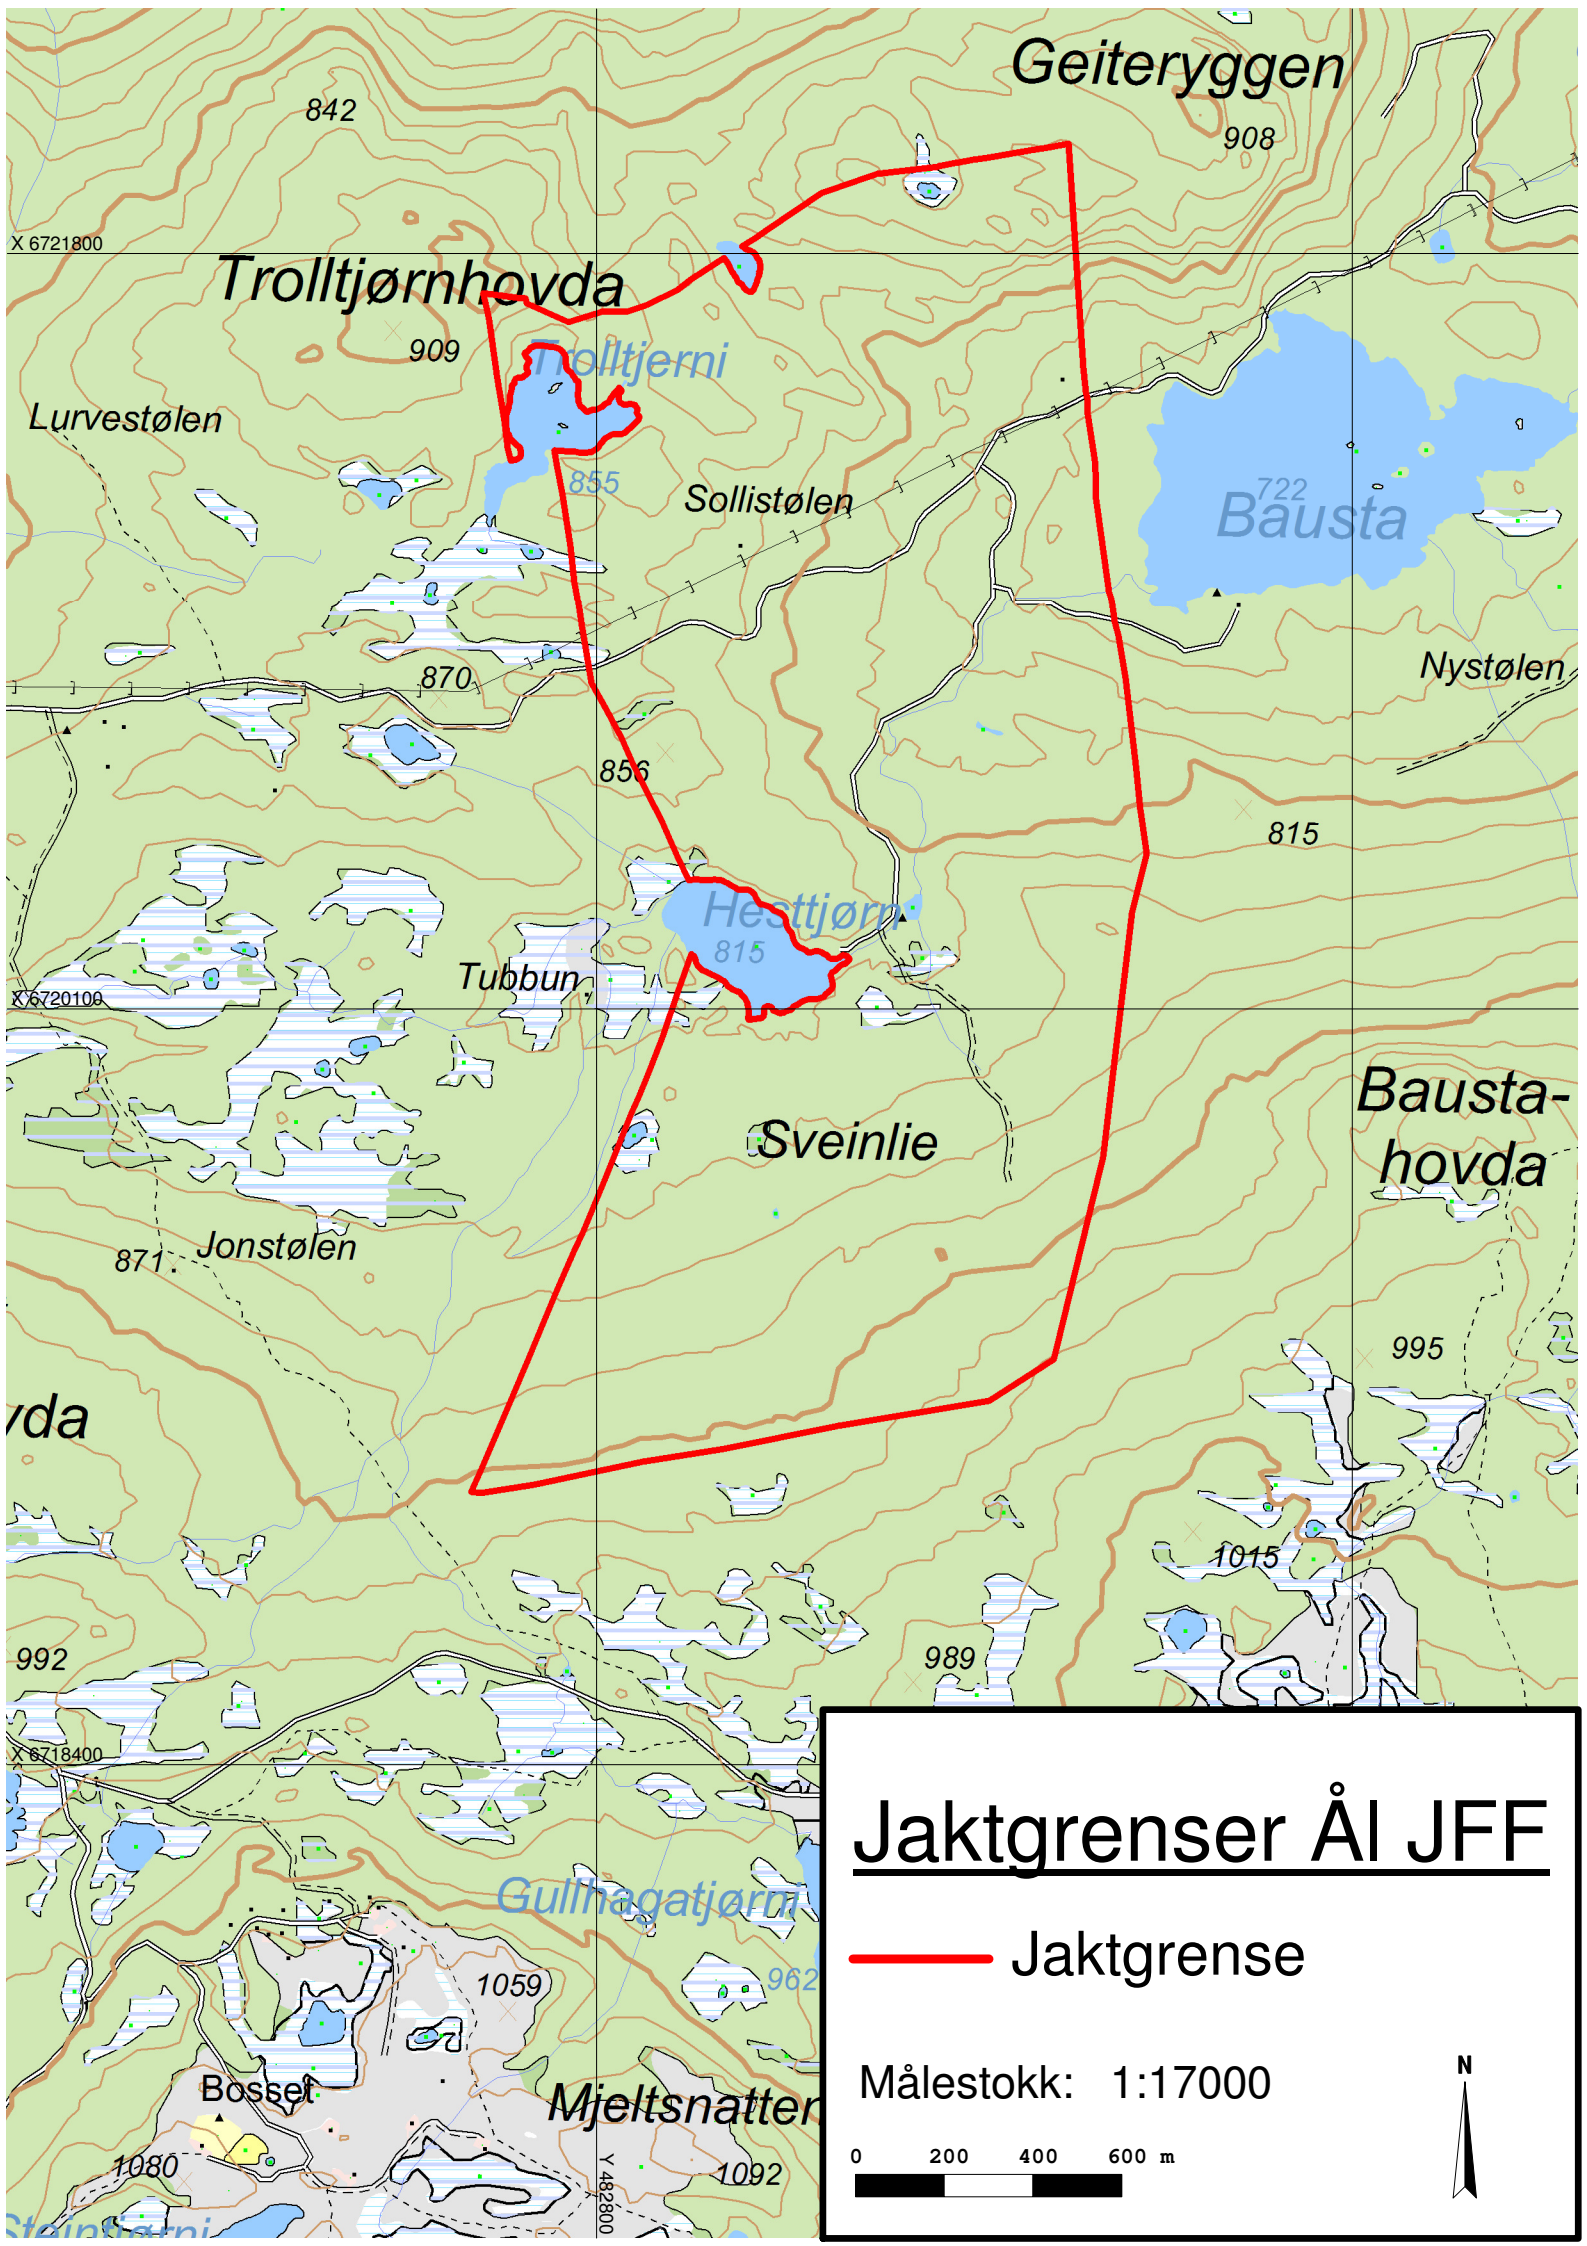 Geiteryggen
842
908
X 6721800
Trolltjørnhovda
909
Trolltjerni
Lurvestølen
855
Sollistølen
722
Bausta
870
Nystølen
856
815
Hesttjørn
815
Tubbun
X 6720100
Bausta-
hovda
Sveinlie
871
Jonstølen
995
vda
1015
992
989
X 6718400
Jaktgrenser Ål JFF
Gullhagatjørni
Jaktgrense
1059
962
Målestokk: 1:17000
N
Bosset
Mjeltsnatten
0 200 400 600 m
1080
1092
Y 482800
Steintjørni